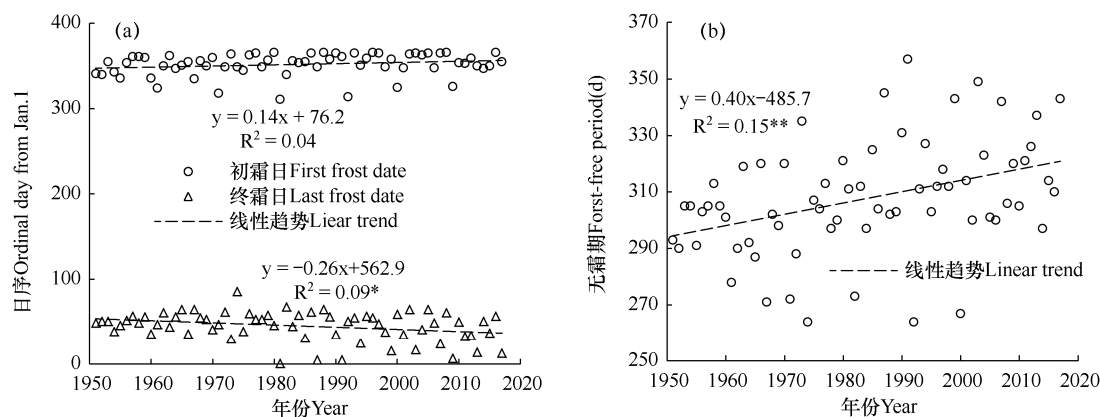 400
(a)
300
200
100
0
日序Ordinal day from Jan.1
y = 0.14x + 76.2
R² = 0.04
初霜日First frost date
终霜日Last frost date
线性趋势Liear trend
y = −0.26x+562.9
R² = 0.09*
1950 1960 1970 1980 1990 2000 2010 2020
年份Year
370
(b)
350
330
310
290
270
250
无霜期Forst-free period(d)
y = 0.40x−485.7
R² = 0.15**
线性趋势Linear trend
1950 1960 1970 1980 1990 2000 2010 2020
年份Year